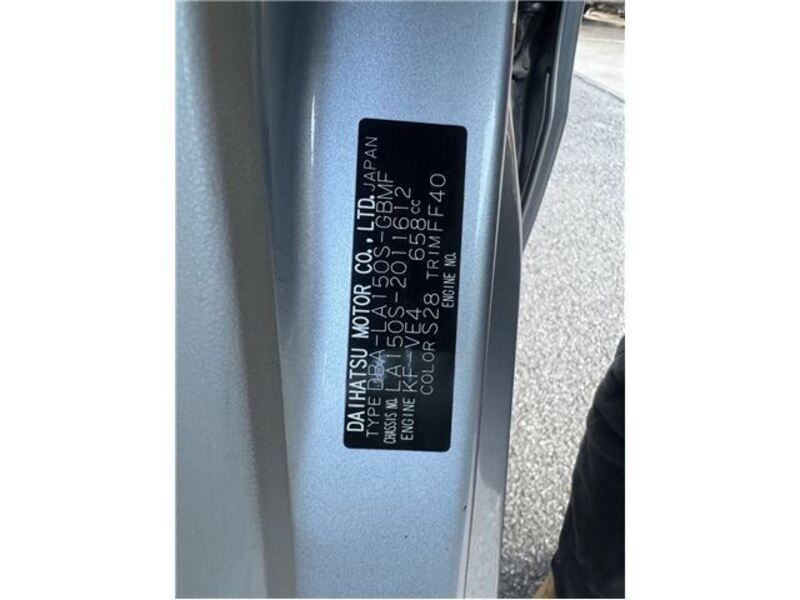 DAIHATSU MOTOR CO., LTD. JAPAN
TYPE DBA-LA150S-GBMF
CHASSIS NO. LA150S-2011612
ENGINE KF-VE4 658cc
COLOR S28 TRIM FF40
ENGINE NO.